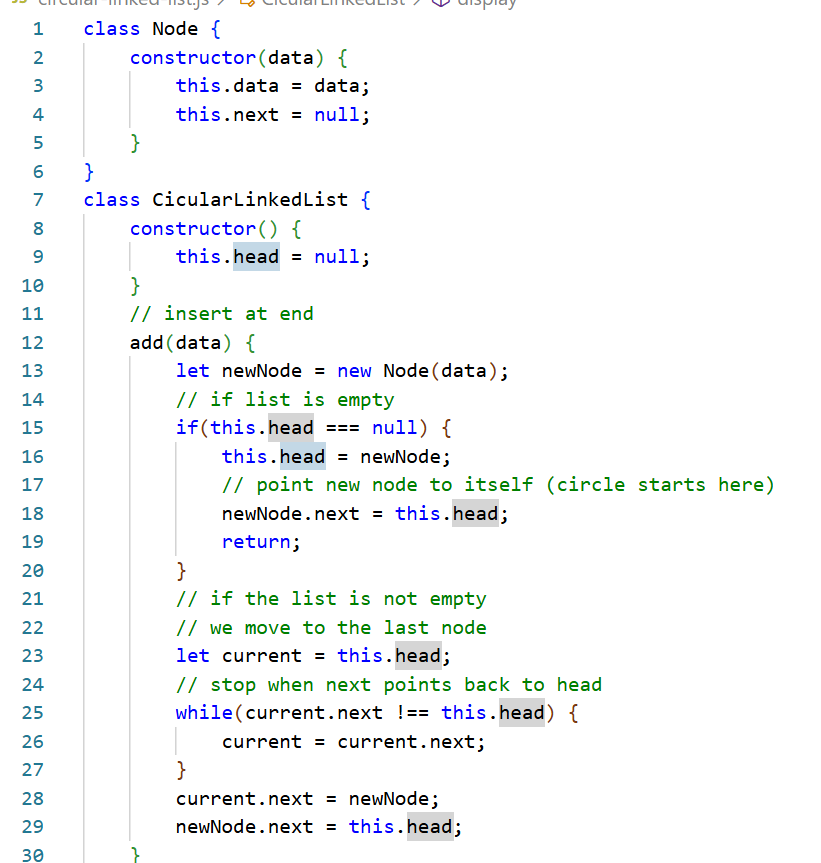 circular-linked-list.js > CicularLinkedList > display
1 class Node {
2 constructor(data) {
3 this.data = data;
4 this.next = null;
5 }
6 }
7 class CicularLinkedList {
8 constructor() {
9 this.head = null;
10 }
11 // insert at end
12 add(data) {
13 let newNode = new Node(data);
14 // if list is empty
15 if(this.head === null) {
16 this.head = newNode;
17 // point new node to itself (circle starts here)
18 newNode.next = this.head;
19 return;
20 }
21 // if the list is not empty
22 // we move to the last node
23 let current = this.head;
24 // stop when next points back to head
25 while(current.next !== this.head) {
26 current = current.next;
27 }
28 current.next = newNode;
29 newNode.next = this.head;
30 }